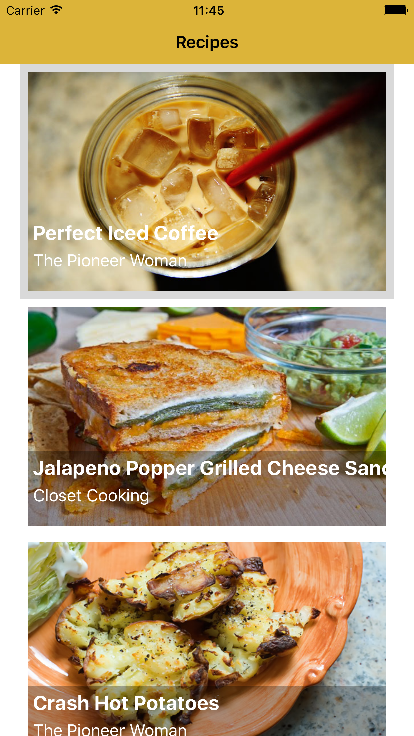 Carrier 11:45
Recipes
Perfect Iced Coffee
The Pioneer Woman
Jalapeno Popper Grilled Cheese
Closet Cooking
Crash Hot Potatoes
The Pioneer Woman